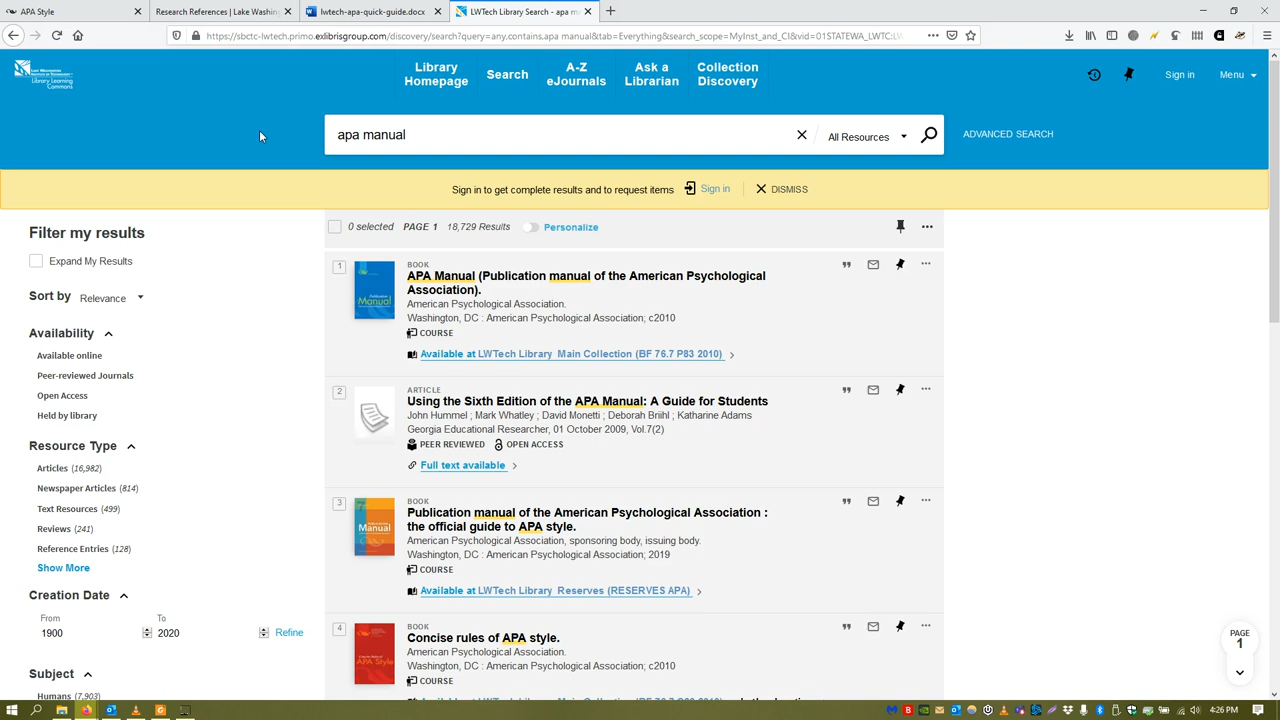 APA Style
Research References | Lake Washin
lwtech-apa-quick-guide.docx
LWTech Library Search - apa m
https://sbctc-lwtech.primo.exlibrisgroup.com/discovery/search?query=any,contains,apa manual&tab=Everything&search_scope=MyInst_and_CI&vid=01STATEWA_LWTC:LW
Library Learning Commons
Library Homepage
Search
A-Z eJournals
Ask a Librarian
Collection Discovery
Sign in
Menu
apa manual
All Resources
ADVANCED SEARCH
Sign in to get complete results and to request items
Sign in
DISMISS
Filter my results
Expand My Results
Sort by Relevance
Availability
Available online
Peer-reviewed Journals
Open Access
Held by library
Resource Type
Articles (16,982)
Newspaper Articles (814)
Text Resources (499)
Reviews (241)
Reference Entries (128)
Show More
Creation Date
From To
1900 2020 Refine
Subject
Humans (7,903)
0 selected PAGE 1 18,729 Results Personalize
1
BOOK
APA Manual (Publication manual of the American Psychological
Association).
American Psychological Association.
Washington, DC : American Psychological Association; c2010
COURSE
Available at LWTech Library Main Collection (BF 76.7 P83 2010)
2
ARTICLE
Using the Sixth Edition of the APA Manual: A Guide for Students
John Hummel ; Mark Whatley ; David Monetti ; Deborah Briihl ; Katharine Adams
Georgia Educational Researcher, 01 October 2009, Vol.7(2)
PEER REVIEWED OPEN ACCESS
Full text available
3
Manual
BOOK
Publication manual of the American Psychological Association :
the official guide to APA style.
American Psychological Association, sponsoring body, issuing body.
Washington, DC : American Psychological Association; 2019
COURSE
Available at LWTech Library Reserves (RESERVES APA)
4
APA Style
BOOK
Concise rules of APA style.
American Psychological Association.
Washington, DC : American Psychological Association; c2010
COURSE
PAGE
1
4:26 PM